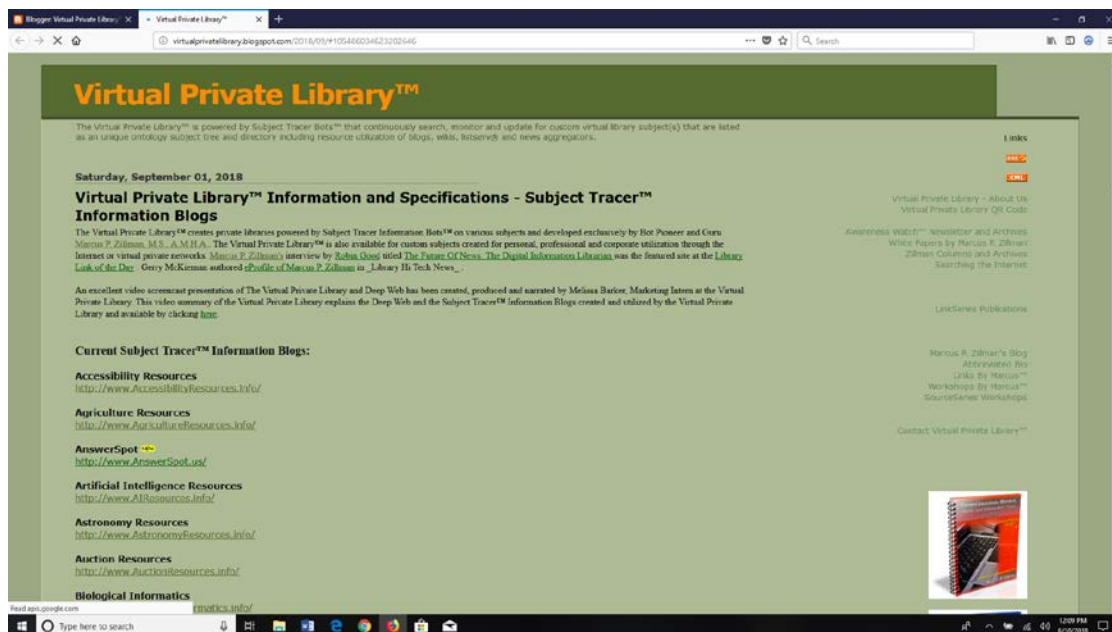 Blogger: Virtual Private Library
Virtual Private Library™
virtualprivatelibrary.blogspot.com/2018/09/#105486034623202646
Search
Virtual Private Library™
The Virtual Private Library™ is powered by Subject Tracer Bots™ that continuously search, monitor and update for custom virtual library subject(s) that are listed
as an unique ontology subject tree and directory including resource utilization of blogs, wikis, listservs and news aggregators.
Saturday, September 01, 2018
Virtual Private Library™ Information and Specifications - Subject Tracer™
Information Blogs
The Virtual Private Library™ creates private libraries powered by Subject Tracer Information Bots™ on various subjects and developed exclusively by Bot Pioneer and Guru
Marcus P. Zillman, M.S., A.M.H.A.. The Virtual Private Library™ is also available for custom subjects created for personal, professional and corporate utilization through the
Internet or virtual private networks. Marcus P. Zillman's interview by Robin Good titled The Future Of News: The Digital Information Librarian was the featured site at the Library
Link of the Day . Gerry McKiernan authored eProfile of Marcus P. Zillman in _Library Hi Tech News_ .
An excellent video screencast presentation of The Virtual Private Library and Deep Web has been created, produced and narrated by Melissa Barker, Marketing Intern at the Virtual
Private Library. This video summary of the Virtual Private Library explains the Deep Web and the Subject Tracer™ Information Blogs created and utilized by the Virtual Private
Library and available by clicking here.
Current Subject Tracer™ Information Blogs:
Accessibility Resources
http://www.AccessibilityResources.Info/
Agriculture Resources
http://www.AgricultureResources.info/
AnswerSpot
http://www.AnswerSpot.us/
Artificial Intelligence Resources
http://www.AIResources.info/
Astronomy Resources
http://www.AstronomyResources.info/
Auction Resources
http://www.AuctionResources.info/
Biological Informatics
rmatics.info/
Links
XML
Virtual Private Library - About Us
Virtual Private Library QR Code
Awareness Watch™ Newsletter and Archives
White Papers by Marcus P. Zillman
Zillman Columns and Archives
Searching the Internet
LinkSeries Publications
Marcus P. Zillman's Blog
Abbreviated Bio
Links By Marcus™
Workshops By Marcus™
SourceSeries Workshops
Contact Virtual Private Library™
Read apis.google.com
Type here to search
12:09 PM